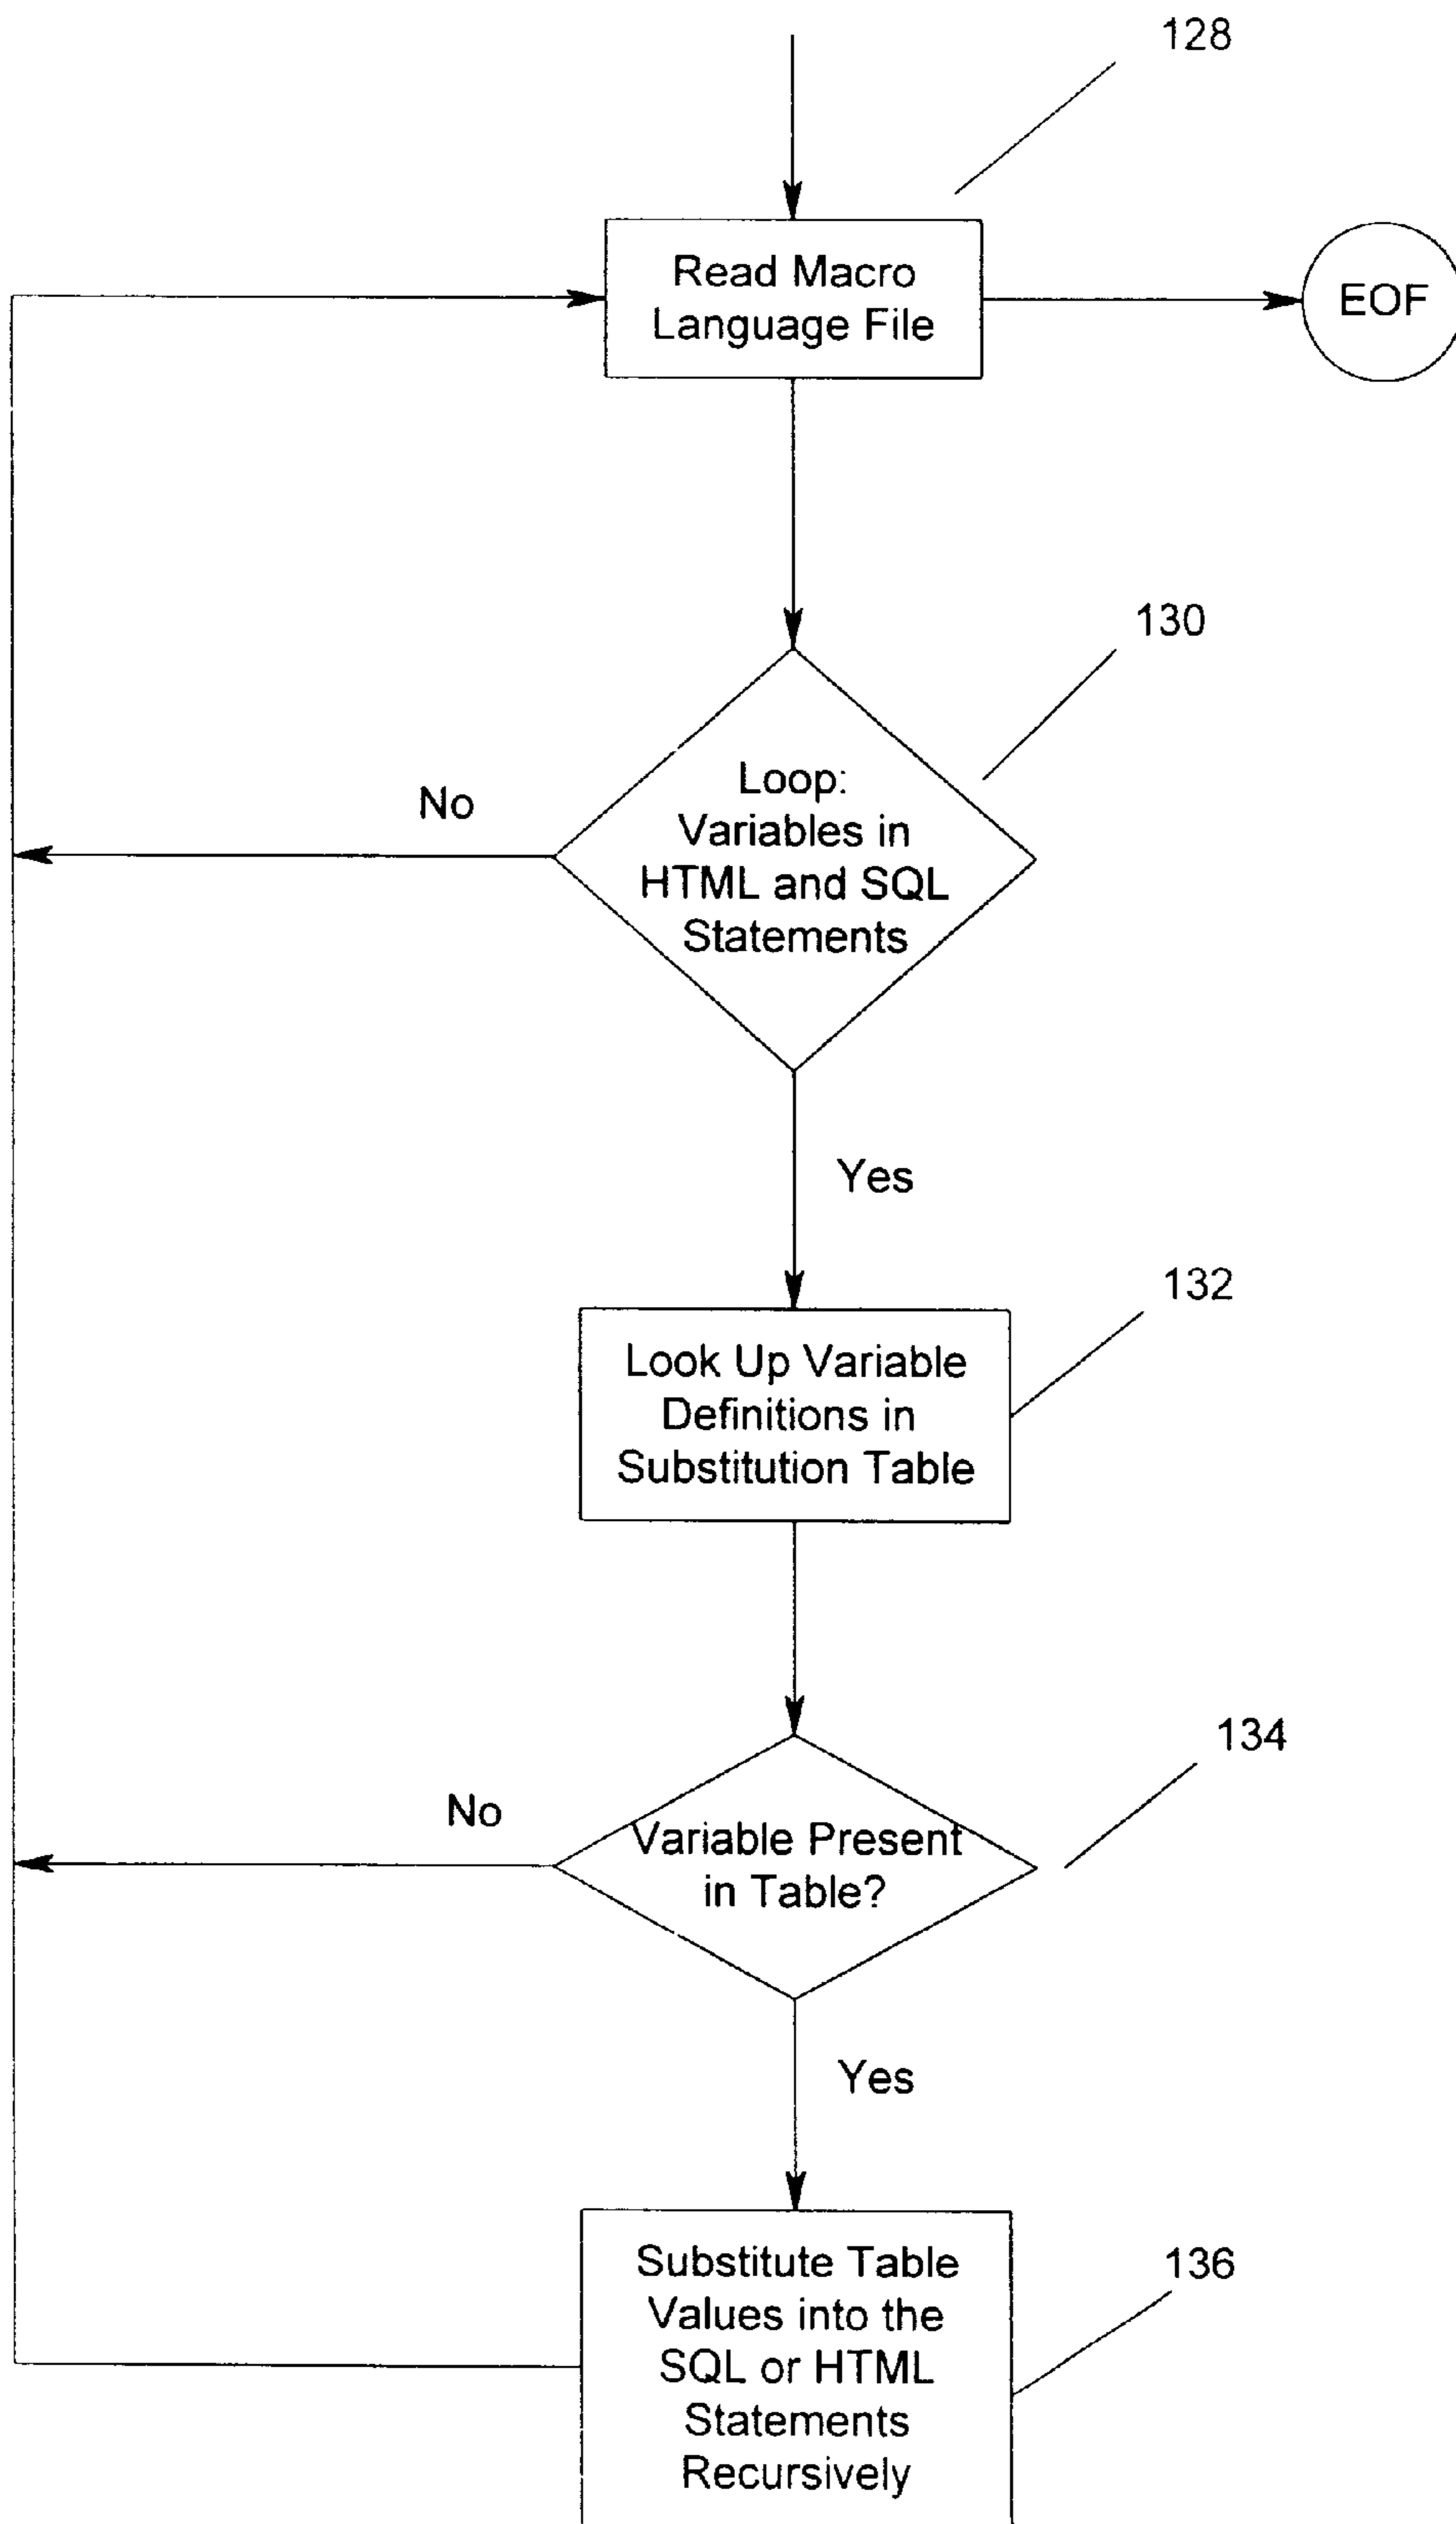 128
Read Macro
Language File
EOF
130
Loop:
Variables in
HTML and SQL
Statements
No
Yes
132
Look Up Variable
Definitions in
Substitution Table
134
No
Variable Present
in Table?
Yes
136
Substitute Table
Values into the
SQL or HTML
Statements
Recursively